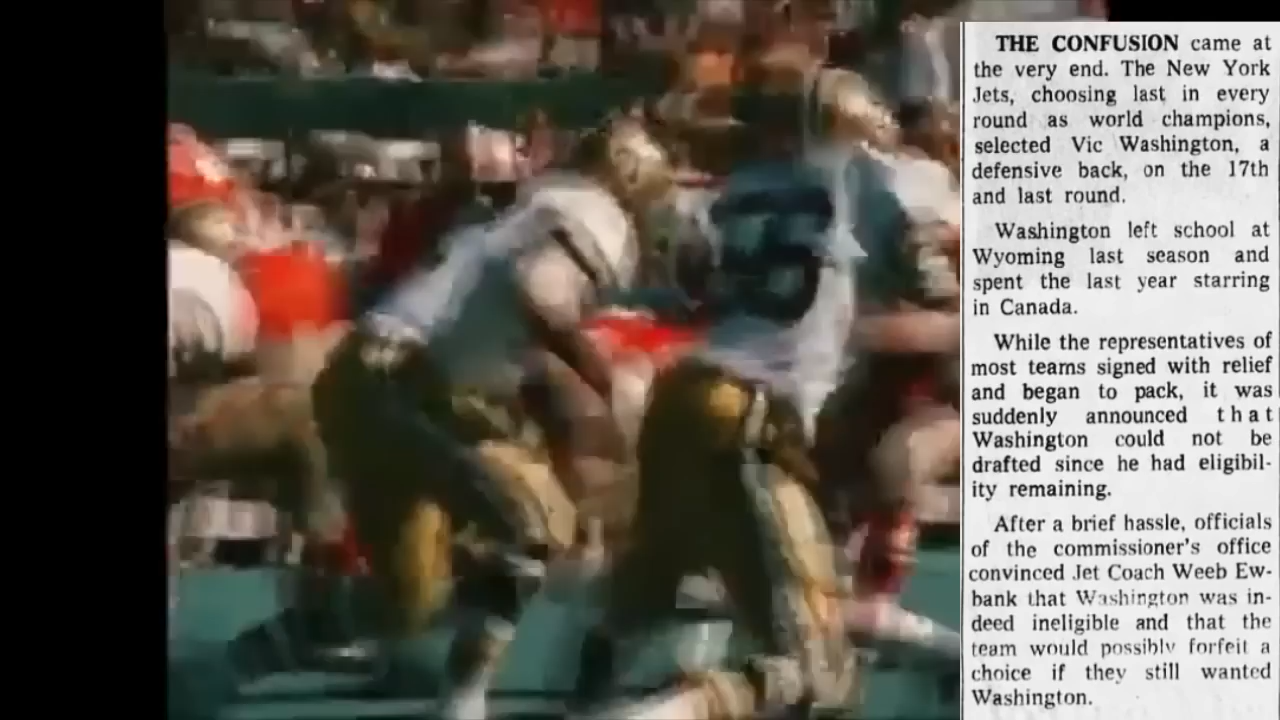 THE CONFUSION came at
the very end. The New York
Jets, choosing last in every
round as world champions,
selected Vic Washington, a
defensive back, on the 17th
and last round.
Washington left school at
Wyoming last season and
spent the last year starring
in Canada.
While the representatives of
most teams signed with relief
and began to pack, it was
suddenly announced that
Washington could not be
drafted since he had eligibil-
ity remaining.
After a brief hassle, officials
of the commissioner's office
convinced Jet Coach Weeb Ew-
bank that Washington was in-
deed ineligible and that the
team would possibly forfeit a
choice if they still wanted
Washington.